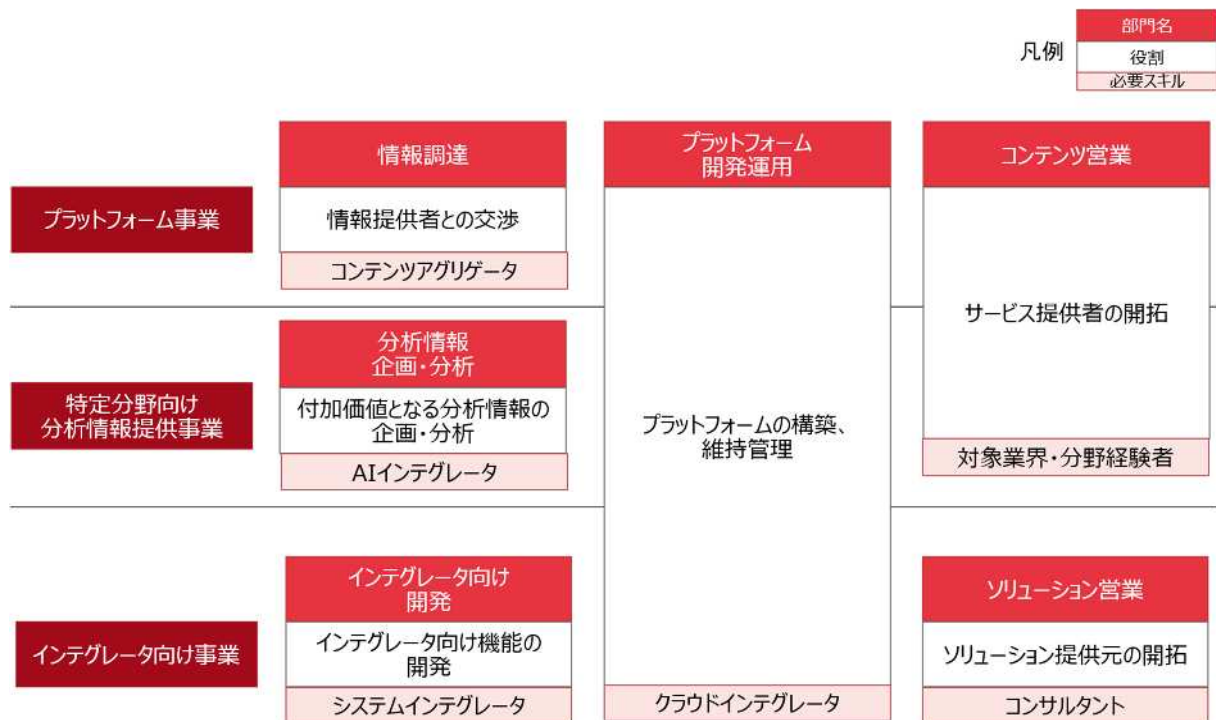 凡例
部門名
役割
必要スキル
情報調達
プラットフォーム
開発運用
コンテンツ営業
プラットフォーム事業
情報提供者との交渉
コンテンツアグリゲータ
サービス提供者の開拓
分析情報
企画・分析
特定分野向け
分析情報提供事業
付加価値となる分析情報の
企画・分析
AIインテグレータ
プラットフォームの構築、
維持管理
対象業界・分野経験者
インテグレータ向け
開発
ソリューション営業
インテグレータ向け事業
インテグレータ向け機能の
開発
ソリューション提供元の開拓
システムインテグレータ
クラウドインテグレータ
コンサルタント